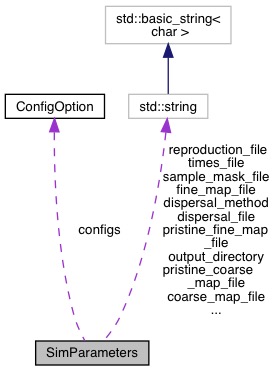 std::basic_string<
char >
ConfigOption
std::string
reproduction_file
times_file
sample_mask_file
fine_map_file
dispersal_method
dispersal_file
pristine_fine_map
_file
output_directory
pristine_coarse
_map_file
coarse_map_file
...
configs
SimParameters